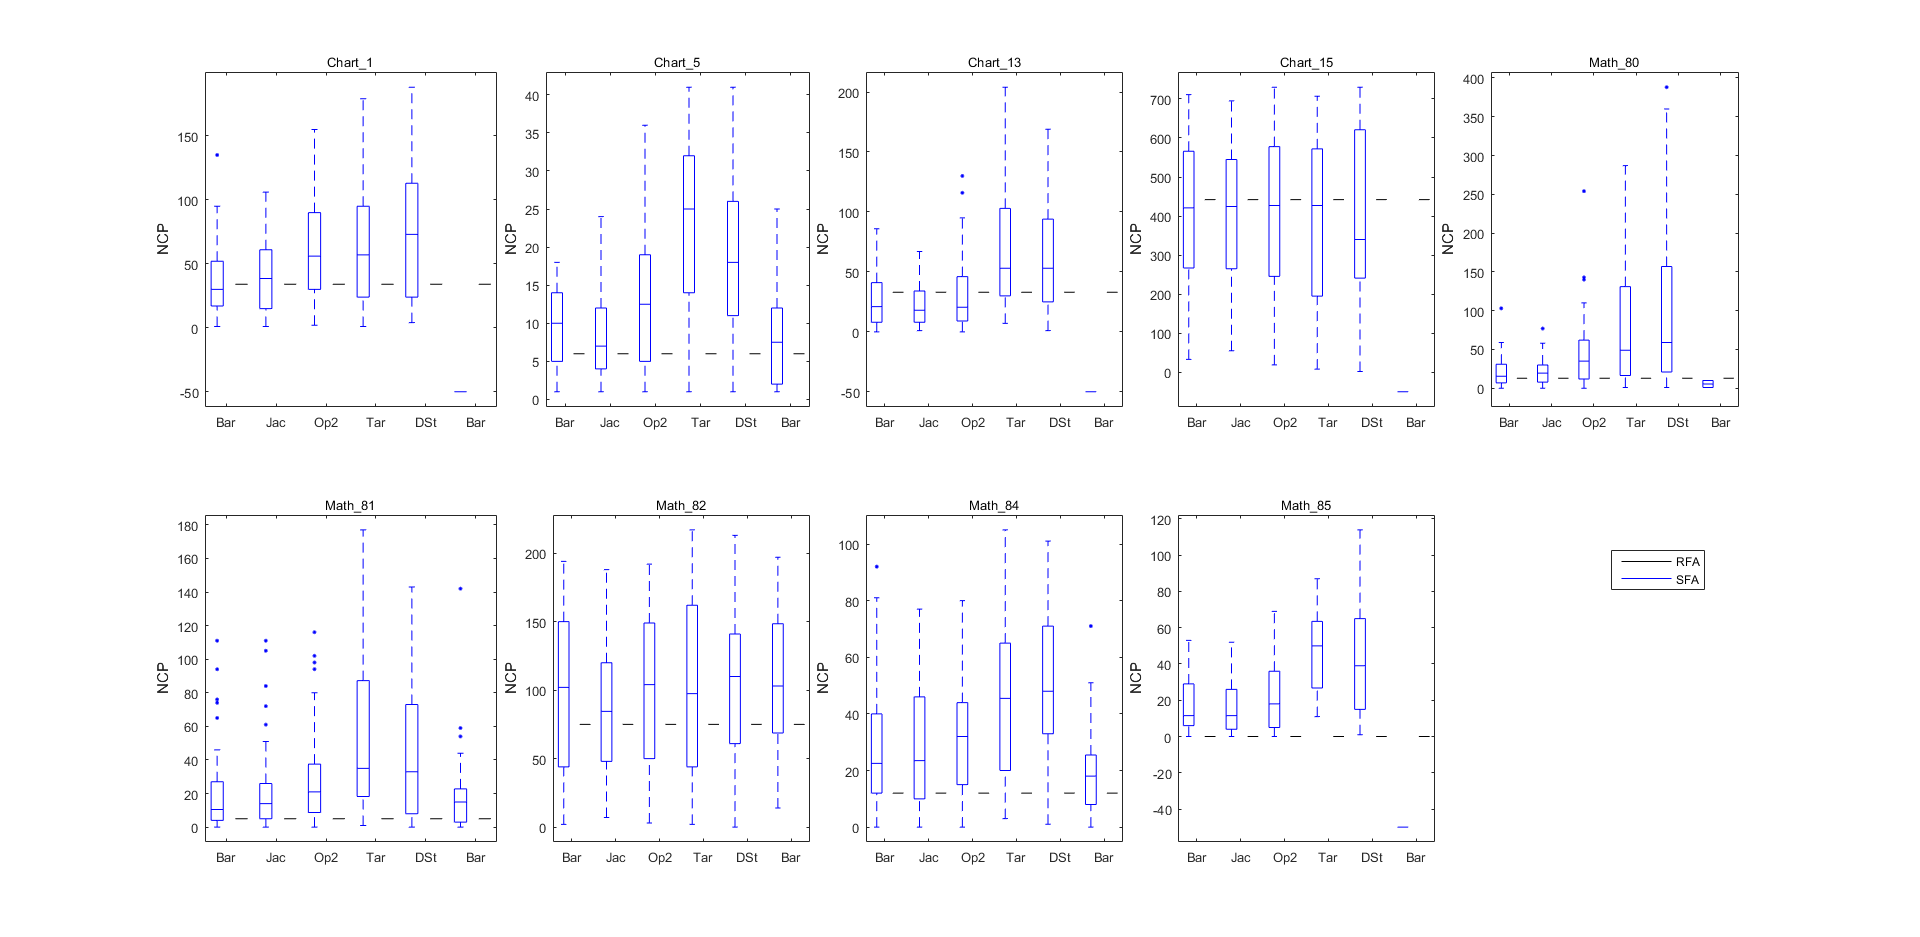 Chart_1
NCP
150
100
50
0
-50
Bar Jac Op2 Tar DSt Bar
Chart_5
NCP
40
35
30
25
20
15
10
5
0
Bar Jac Op2 Tar DSt Bar
Chart_13
NCP
200
150
100
50
0
-50
Bar Jac Op2 Tar DSt Bar
Chart_15
NCP
700
600
500
400
300
200
100
0
Bar Jac Op2 Tar DSt Bar
Math_80
NCP
400
350
300
250
200
150
100
50
0
Bar Jac Op2 Tar DSt Bar
Math_81
NCP
180
160
140
120
100
80
60
40
20
0
Bar Jac Op2 Tar DSt Bar
Math_82
NCP
200
150
100
50
0
Bar Jac Op2 Tar DSt Bar
Math_84
NCP
100
80
60
40
20
0
Bar Jac Op2 Tar DSt Bar
Math_85
NCP
120
100
80
60
40
20
0
-20
-40
Bar Jac Op2 Tar DSt Bar
RFA
SFA